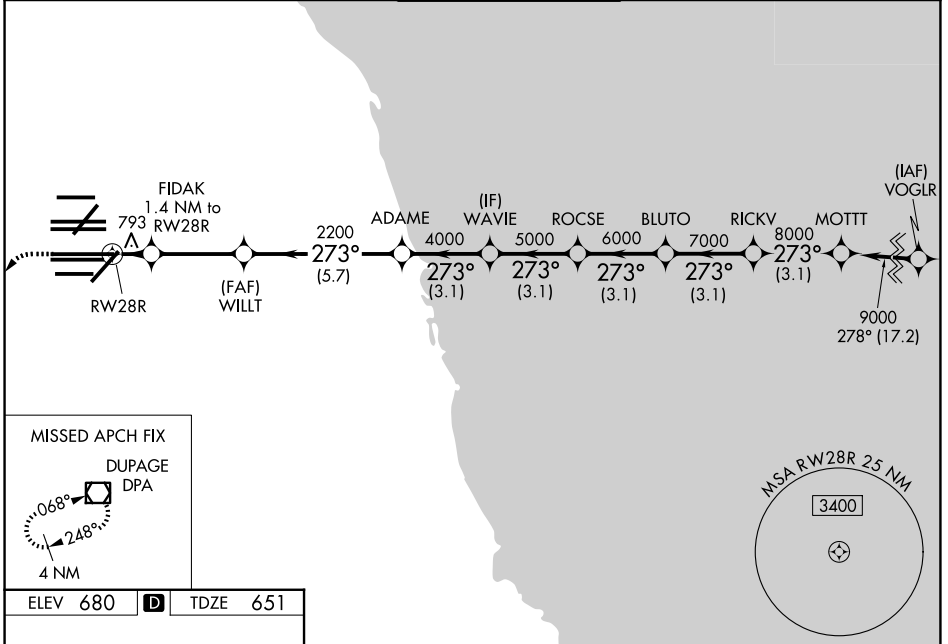 (IAF)
VOGLR
FIDAK
1.4 NM to
RW28R
793
RW28R
(FAF)
WILLT
2200
273°
(5.7)
ADAME
4000
273°
(3.1)
(IF)
WAVIE
5000
273°
(3.1)
ROCSE
6000
273°
(3.1)
BLUTO
7000
273°
(3.1)
RICKV
8000
273°
(3.1)
MOTTT
9000
278° (17.2)
MISSED APCH FIX
DUPAGE
DPA
068°
248°
4 NM
MSA RW28R 25 NM
3400
ELEV 680 D TDZE 651